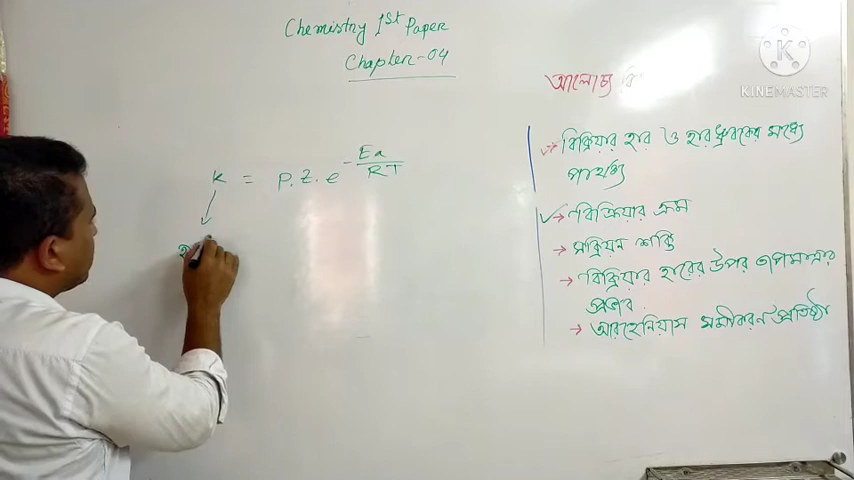 Chemistry 1st Paper
Chapter-04
K = P.Z.e^-Ea/RT
আলোচ্য বি
→ বিক্রিয়ার হার ও হার ধ্রুবকের মধ্যে
পার্থক্য
→ বিক্রিয়ার ক্রম
→ সক্রিয়ন শক্তি
→ বিক্রিয়ার হারের উপর তাপমাত্রার
প্রভাব.
→ আরহেনিয়াস সমীকরণ প্রতিষ্ঠা
KINEMASTER